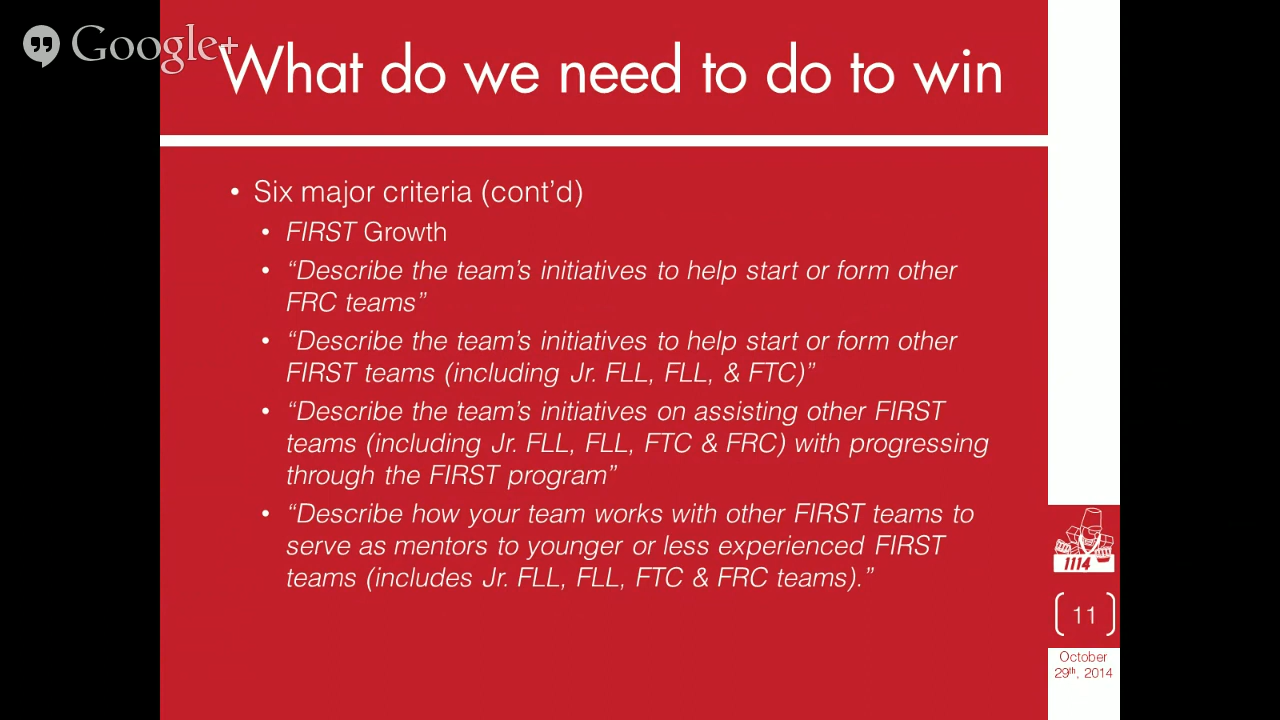 Google+
What do we need to do to win
• Six major criteria (cont’d)
• FIRST Growth
• “Describe the team’s initiatives to help start or form other
FRC teams”
• “Describe the team’s initiatives to help start or form other
FIRST teams (including Jr. FLL, FLL, & FTC)”
• “Describe the team’s initiatives on assisting other FIRST
teams (including Jr. FLL, FLL, FTC & FRC) with progressing
through the FIRST program”
• “Describe how your team works with other FIRST teams to
serve as mentors to younger or less experienced FIRST
teams (includes Jr. FLL, FLL, FTC & FRC teams).”
1114
11
October
29th, 2014